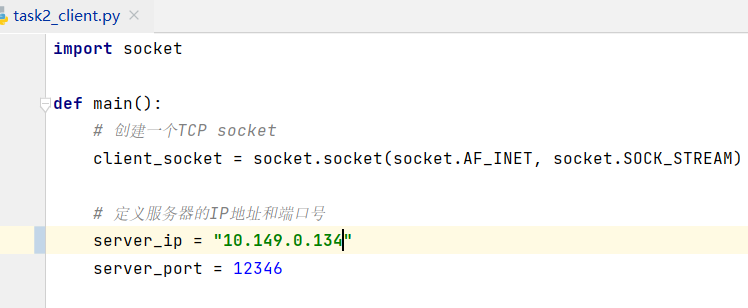 task2_client.py
import socket
def main():
# 创建一个TCP socket
client_socket = socket.socket(socket.AF_INET, socket.SOCK_STREAM)
# 定义服务器的IP地址和端口号
server_ip = "10.149.0.134"
server_port = 12346